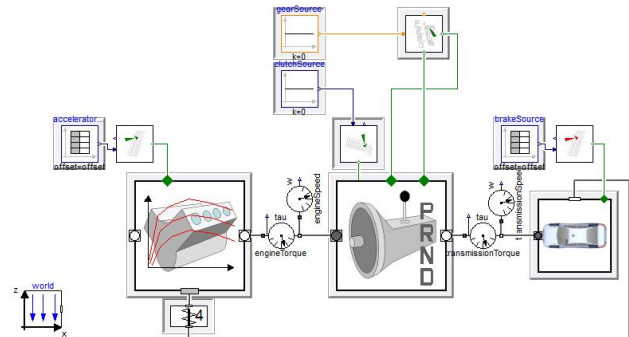 gearSource
k=0
clutchSource
k=0
accelerator...
offset=offset
brakeSource
offset=offset
w
engineSpeed
tau
engineTorque
P
R
N
D
w
transmissionSpeed
tau
transmissionTorque
4
world
z
x